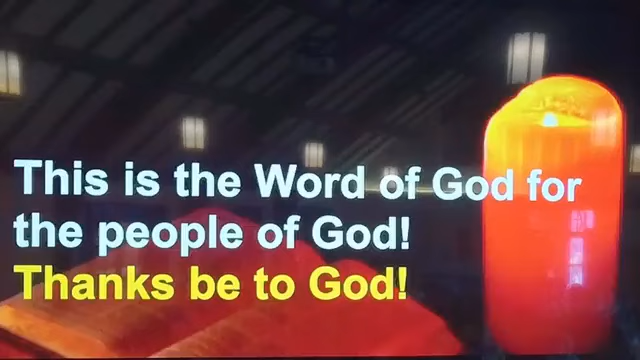 This is the Word of God for
the people of God!
Thanks be to God!